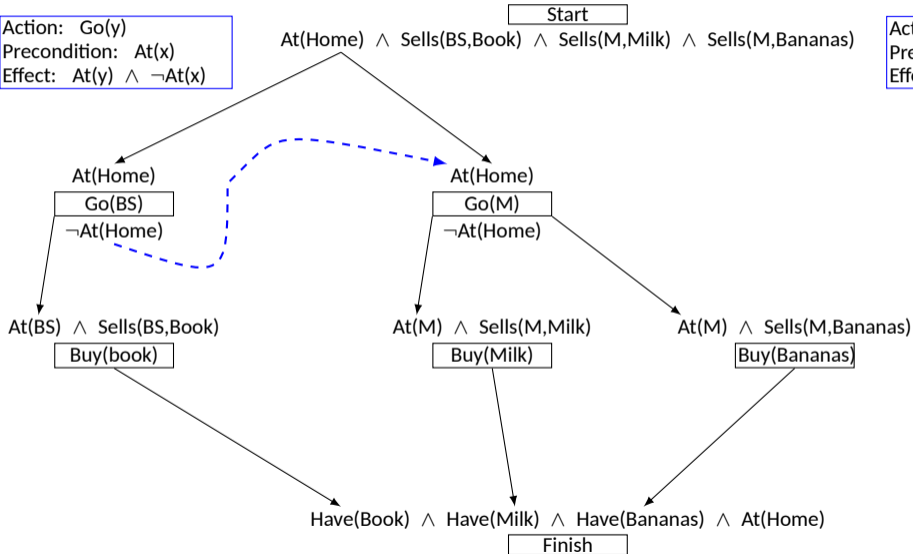 Start
At(Home) ∧ Sells(BS,Book) ∧ Sells(M,Milk) ∧ Sells(M,Bananas)
Action: Go(y)
Precondition: At(x)
Effect: At(y) ∧ ¬At(x)
At(Home)
Go(BS)
¬At(Home)
At(Home)
Go(M)
¬At(Home)
At(BS) ∧ Sells(BS,Book)
Buy(book)
At(M) ∧ Sells(M,Milk)
Buy(Milk)
At(M) ∧ Sells(M,Bananas)
Buy(Bananas)
Have(Book) ∧ Have(Milk) ∧ Have(Bananas) ∧ At(Home)
Finish